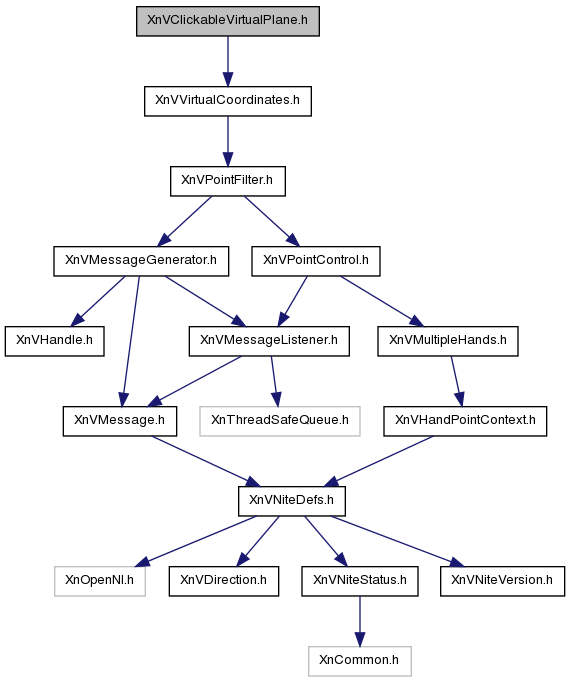 XnVClickableVirtualPlane.h
XnVVirtualCoordinates.h
XnVPointFilter.h
XnVMessageGenerator.h
XnVPointControl.h
XnVHandle.h
XnVMessageListener.h
XnVMultipleHands.h
XnVMessage.h
XnThreadSafeQueue.h
XnVHandPointContext.h
XnVNiteDefs.h
XnOpenNI.h
XnVDirection.h
XnVNiteStatus.h
XnVNiteVersion.h
XnCommon.h